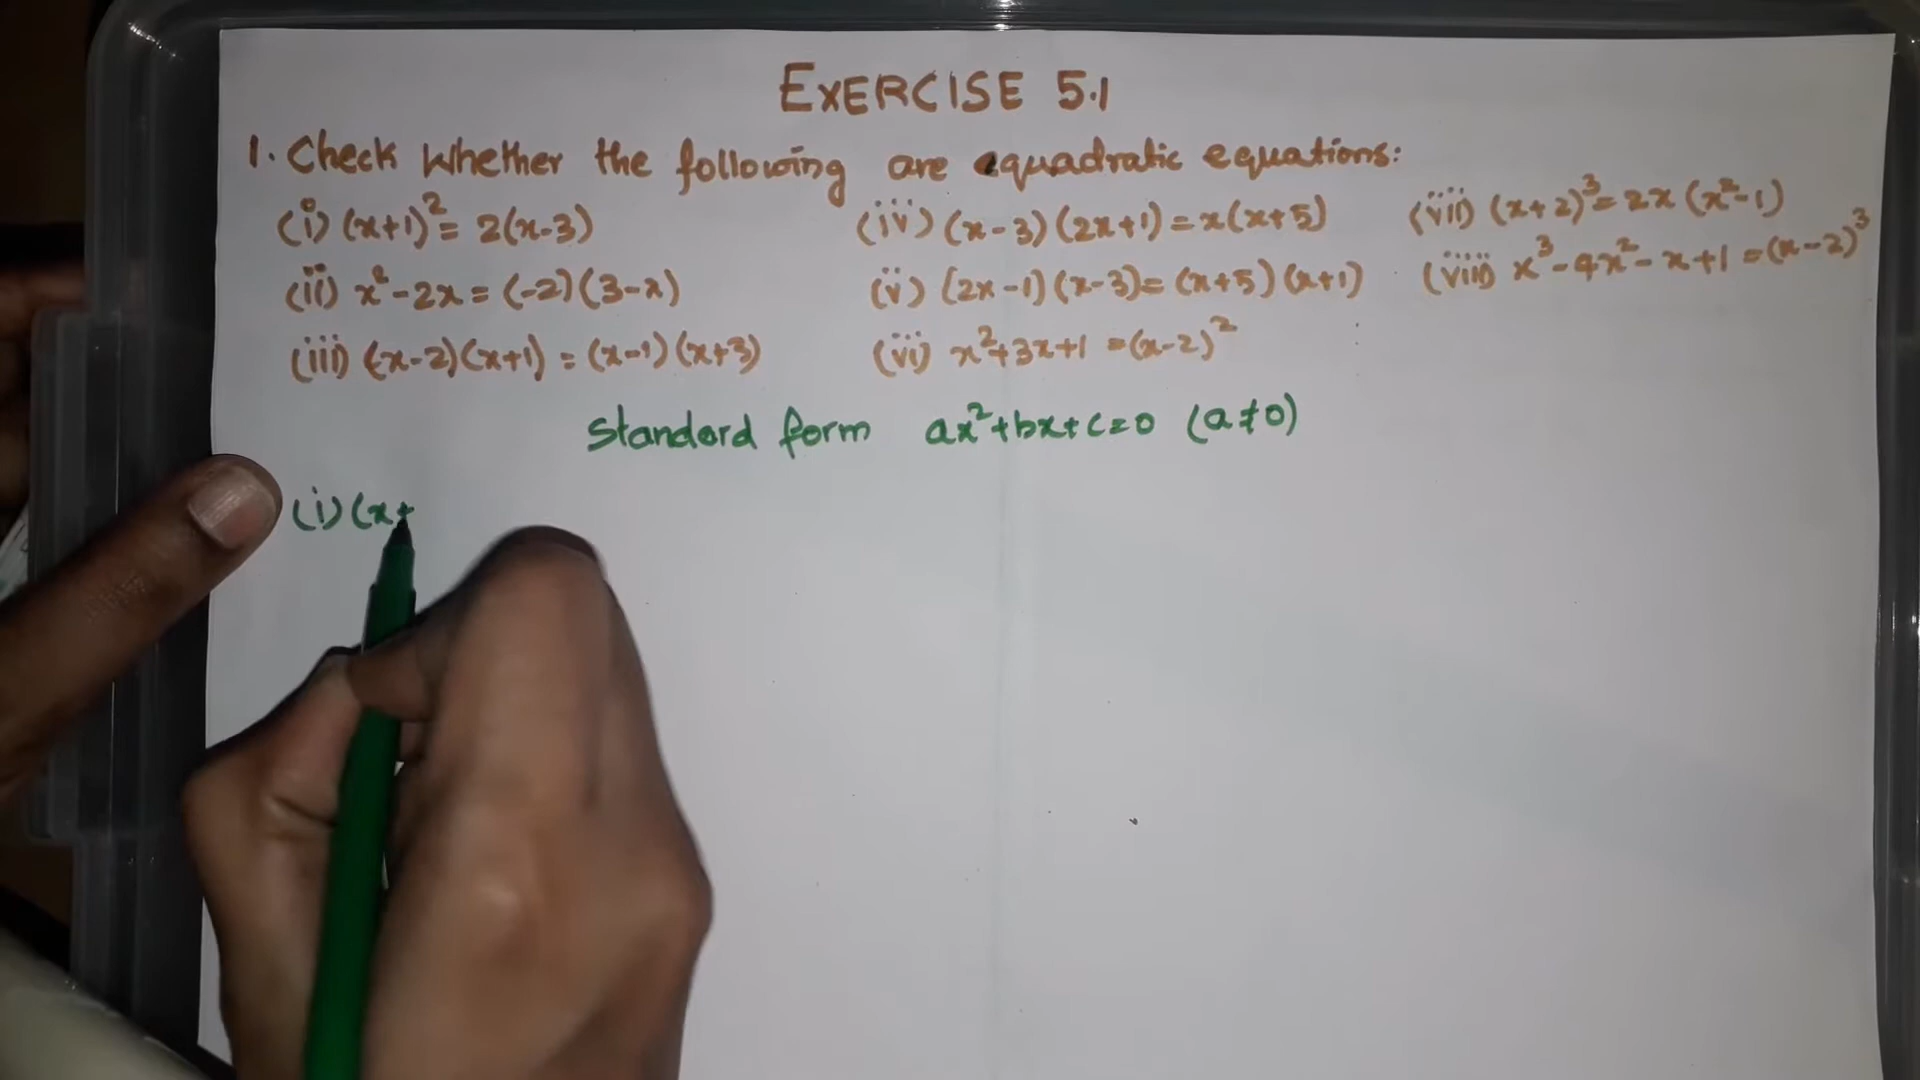 EXERCISE 5.1
1. Check whether the following are quadratic equations:
(i) (x+1)² = 2(x-3)
(ii) x² - 2x = (-2)(3-x)
(iii) (x-2)(x+1) = (x-1)(x+3)
(iv) (x-3)(2x+1) = x(x+5)
(v) (2x-1)(x-3) = (x+5)(x+1)
(vi) x²+3x+1 = (x-2)²
(vii) (x+2)³ = 2x(x²-1)
(viii) x³-4x²-x+1 = (x-2)³
Standard form ax²+bx+c=0 (a≠0)
(i) (x+